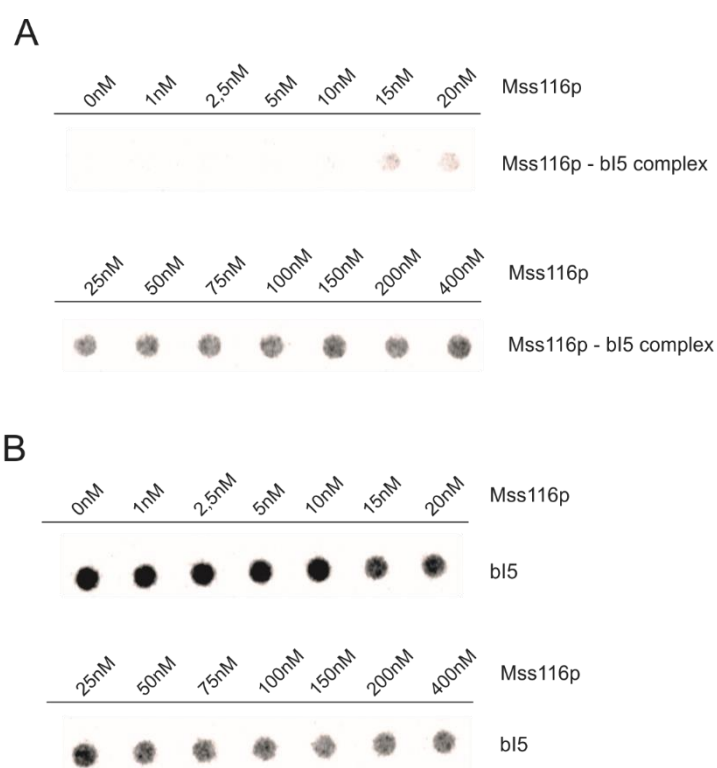 A
0nM 1nM 2,5nM 5nM 10nM 15nM 20nM Mss116p
Mss116p - bI5 complex
25nM 50nM 75nM 100nM 150nM 200nM 400nM Mss116p
Mss116p - bI5 complex
B
0nM 1nM 2,5nM 5nM 10nM 15nM 20nM Mss116p
bI5
25nM 50nM 75nM 100nM 150nM 200nM 400nM Mss116p
bI5